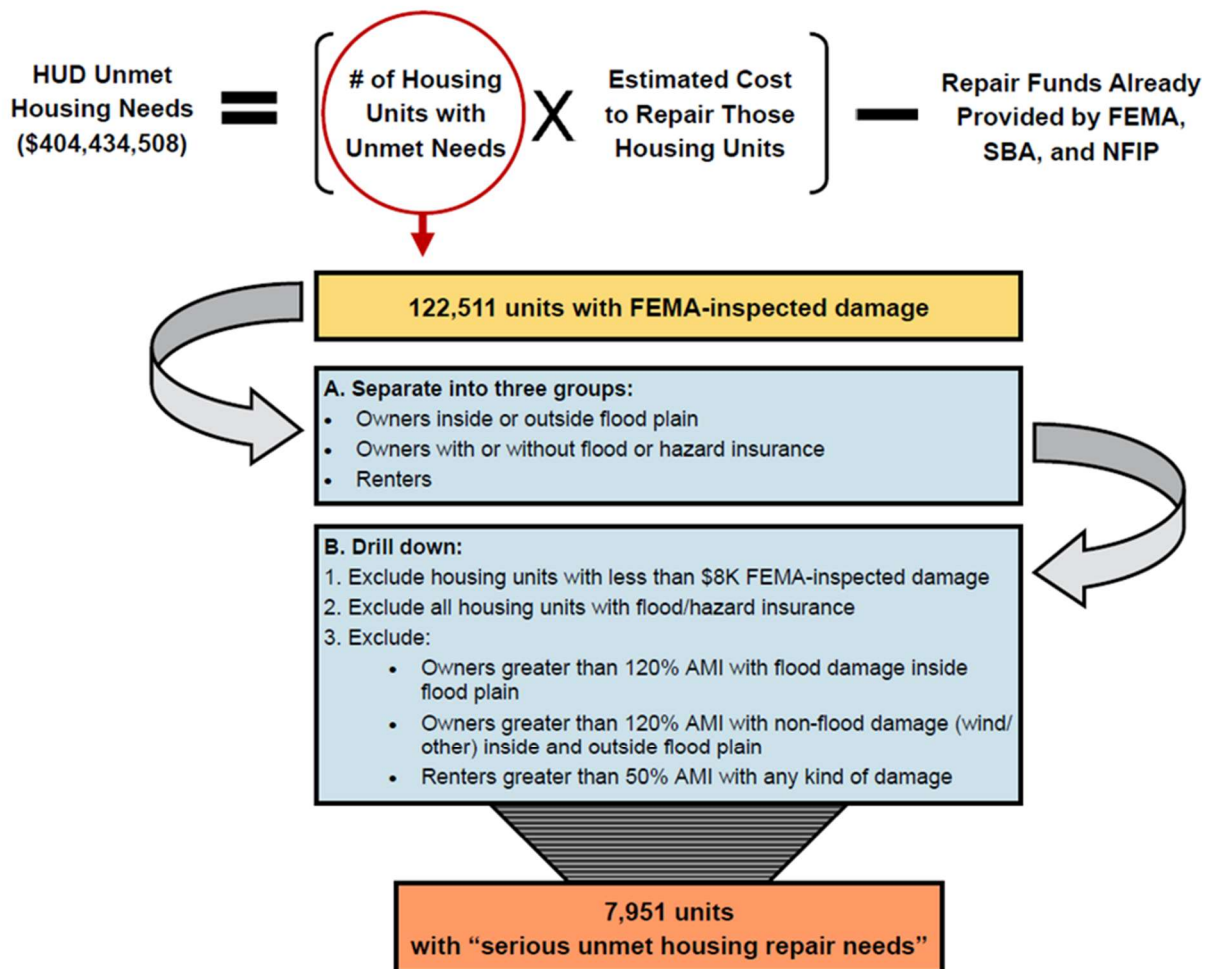 HUD Unmet
Housing Needs
($404,434,508)
=
# of Housing
Units with
Unmet Needs
X
Estimated Cost
to Repair Those
Housing Units
—
Repair Funds Already
Provided by FEMA,
SBA, and NFIP
122,511 units with FEMA-inspected damage
A. Separate into three groups:
• Owners inside or outside flood plain
• Owners with or without flood or hazard insurance
• Renters
B. Drill down:
1. Exclude housing units with less than $8K FEMA-inspected damage
2. Exclude all housing units with flood/hazard insurance
3. Exclude:
• Owners greater than 120% AMI with flood damage inside
flood plain
• Owners greater than 120% AMI with non-flood damage (wind/
other) inside and outside flood plain
• Renters greater than 50% AMI with any kind of damage
7,951 units
with “serious unmet housing repair needs”